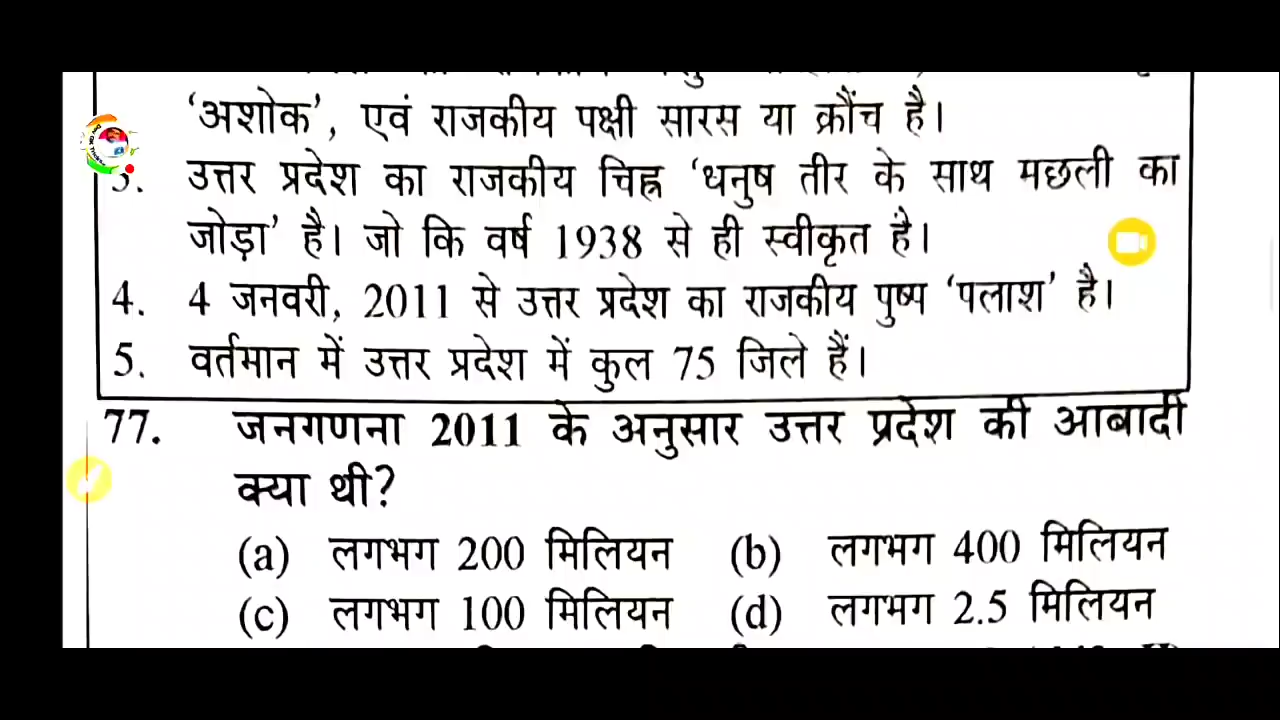 'अशोक', एवं राजकीय पक्षी सारस या क्रौंच है।
3. उत्तर प्रदेश का राजकीय चिह्न 'धनुष तीर के साथ मछली का
जोड़ा' है। जो कि वर्ष 1938 से ही स्वीकृत है।
4. 4 जनवरी, 2011 से उत्तर प्रदेश का राजकीय पुष्प 'पलाश' है।
5. वर्तमान में उत्तर प्रदेश में कुल 75 जिले हैं।
77. जनगणना 2011 के अनुसार उत्तर प्रदेश की आबादी
क्या थी?
(a) लगभग 200 मिलियन (b) लगभग 400 मिलियन
(c) लगभग 100 मिलियन (d) लगभग 2.5 मिलियन